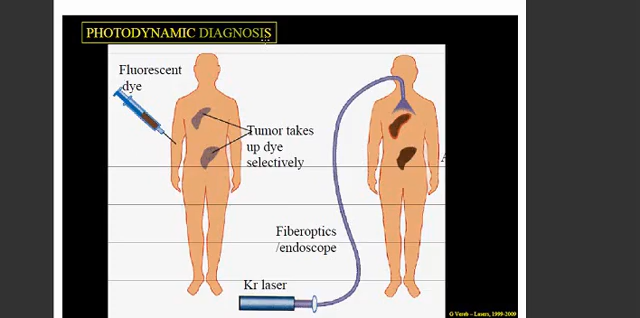 PHOTODYNAMIC DIAGNOSIS
Fluorescent
dye
Tumor takes
up dye
selectively
Fiberoptics
/endoscope
Kr laser
G Vereb – Lasers, 1999-2009